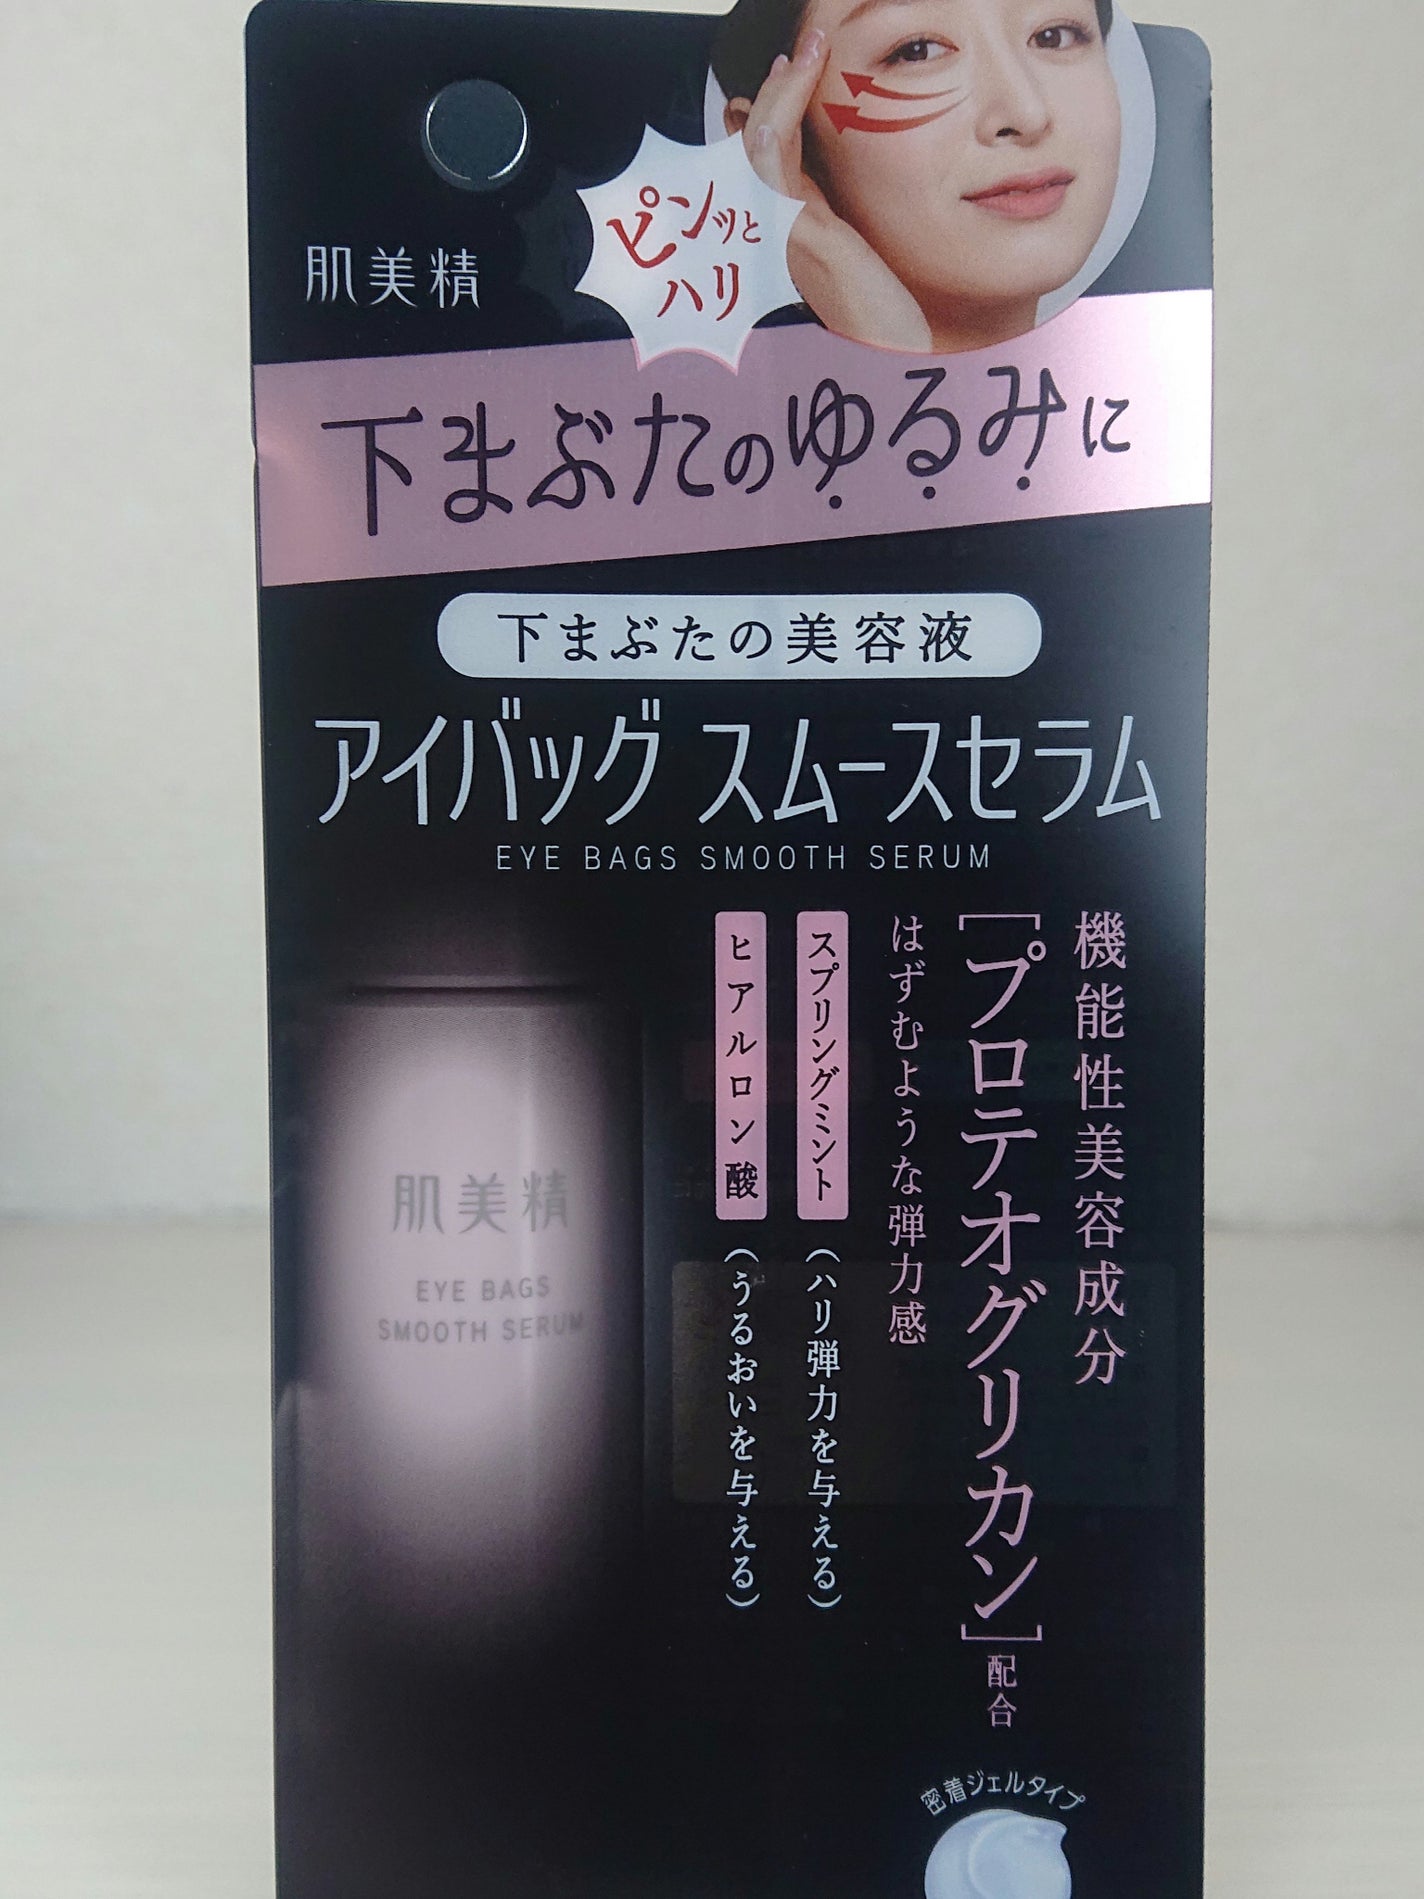 肌美精
ピンッと
ハリ
下まぶたのゆるみに
下まぶたの美容液
アイバッグ スムースセラム
EYE BAGS SMOOTH SERUM
機能性美容成分
[プロテオグリカン]配合
はずむような弾力感
スプリングミント(ハリ弾力を与える)
ヒアルロン酸(うるおいを与える)
肌美精
EYE BAGS
SMOOTH SERUM
密着ジェルタイプ